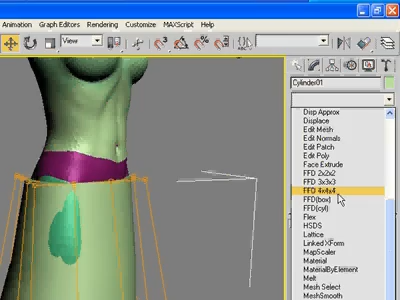 Animation Graph Editors Rendering Customize MAXScript Help
View
Cylinder01
Disp Approx
Displace
Edit Mesh
Edit Normals
Edit Patch
Edit Poly
Face Extrude
FFD 2x2x2
FFD 3x3x3
FFD 4x4x4
FFD(box)
FFD(cyl)
Flex
HSDS
Lattice
Linked XForm
MapScaler
Material
MaterialByElement
Melt
Mesh Select
MeshSmooth